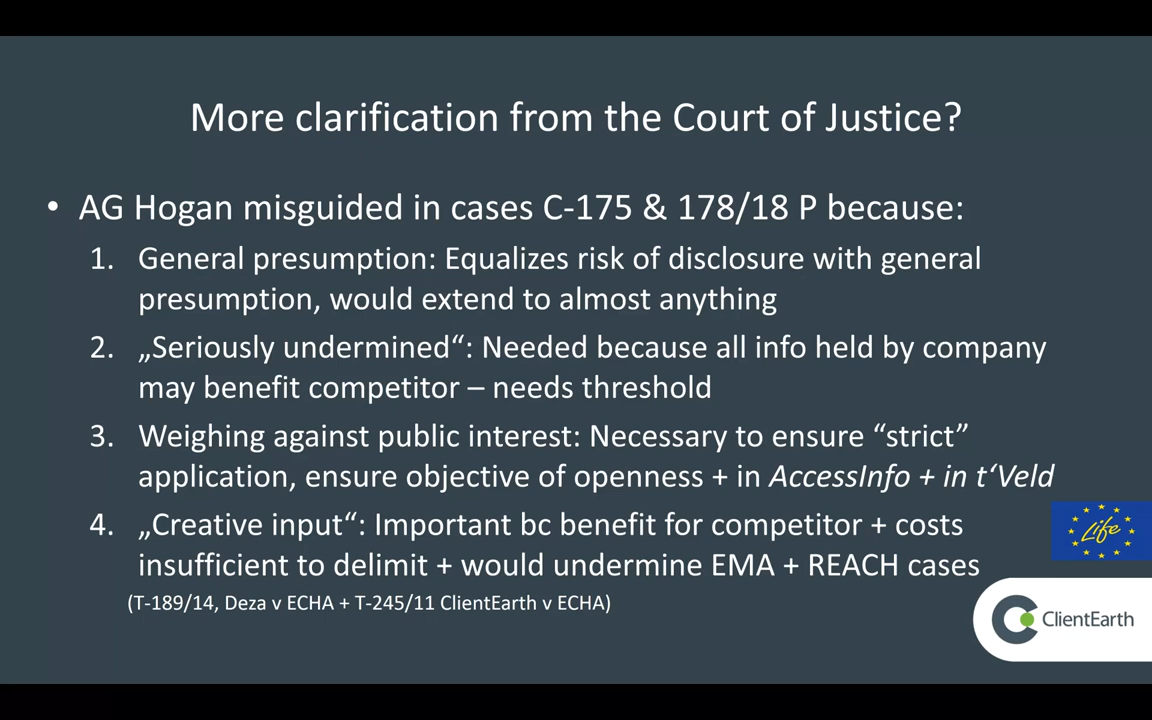 More clarification from the Court of Justice?
• AG Hogan misguided in cases C-175 & 178/18 P because:
1. General presumption: Equalizes risk of disclosure with general
presumption, would extend to almost anything
2. „Seriously undermined“: Needed because all info held by company
may benefit competitor – needs threshold
3. Weighing against public interest: Necessary to ensure “strict”
application, ensure objective of openness + in AccessInfo + in t‘Veld
4. „Creative input“: Important bc benefit for competitor + costs
insufficient to delimit + would undermine EMA + REACH cases
(T-189/14, Deza v ECHA + T-245/11 ClientEarth v ECHA)
Life
ClientEarth